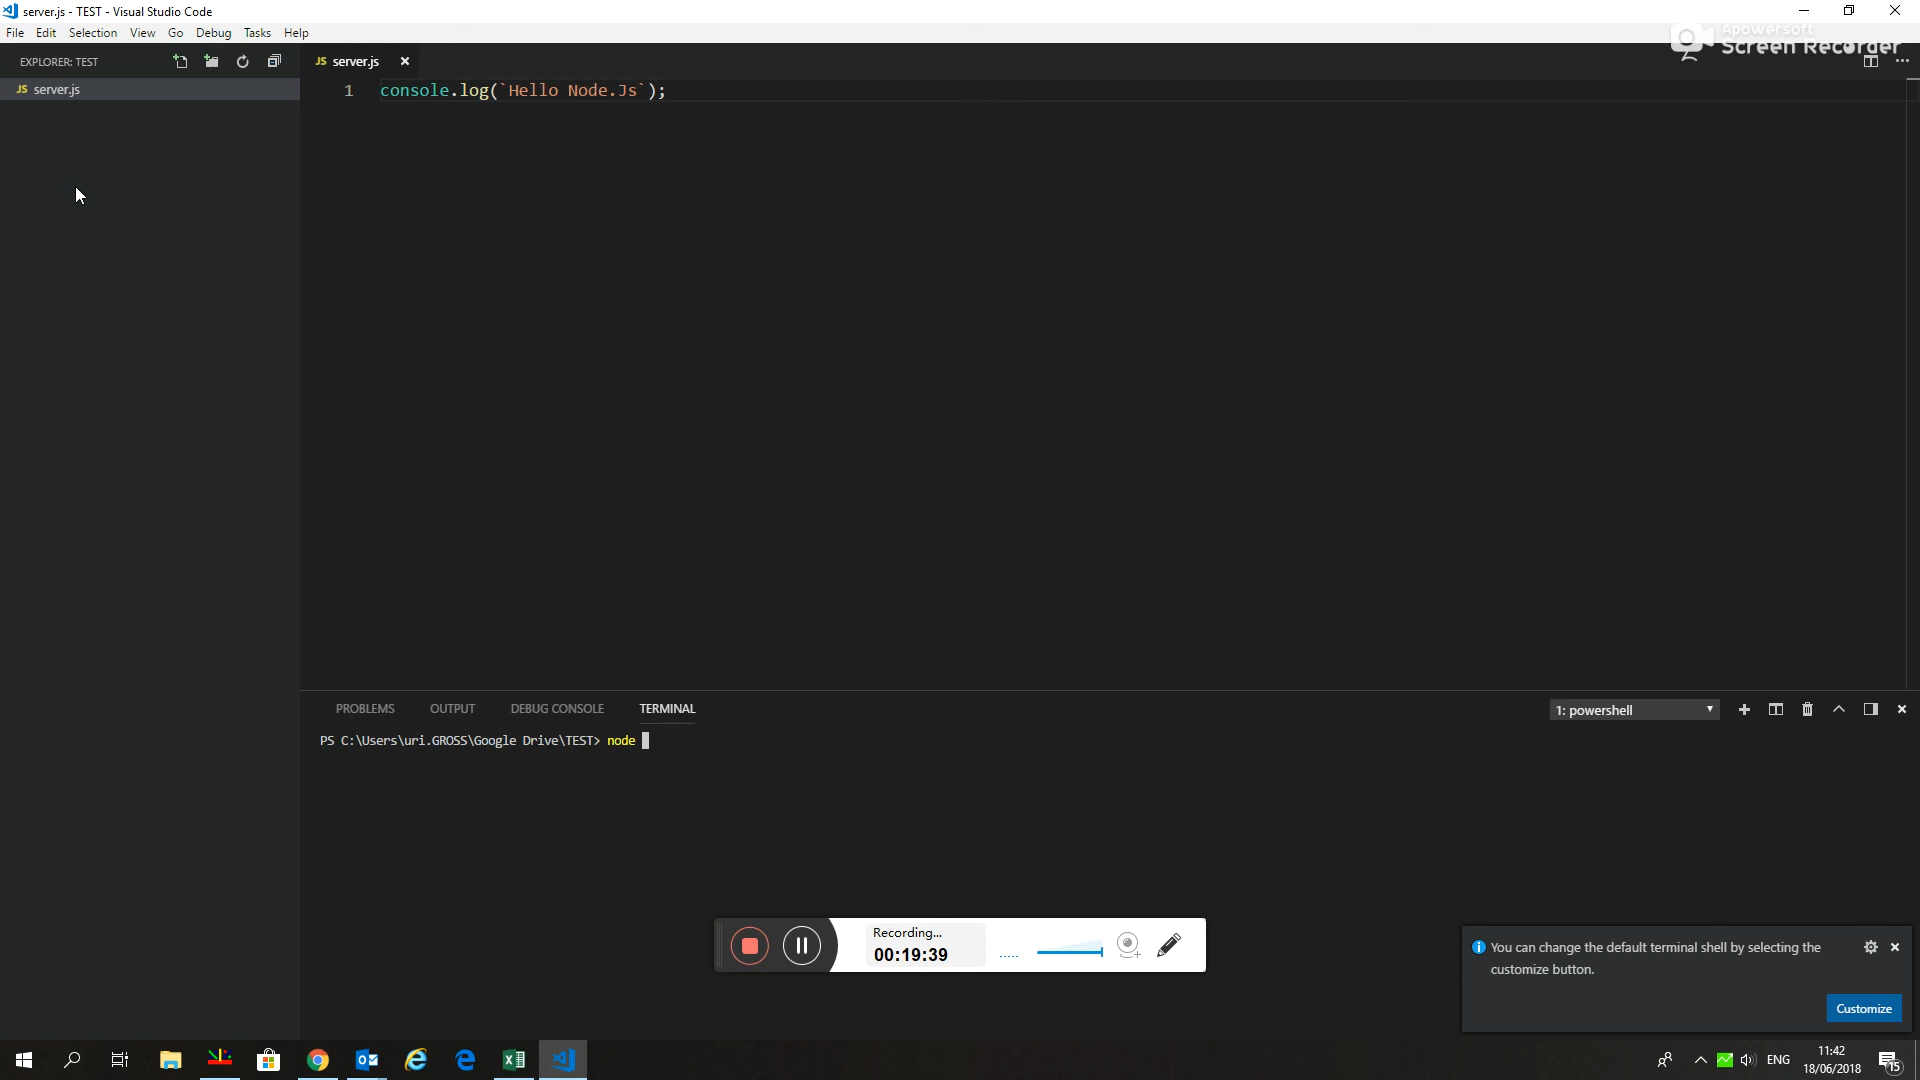 server.js - TEST - Visual Studio Code
File Edit Selection View Go Debug Tasks Help
Apowersoft
Screen Recorder
EXPLORER: TEST
JS server.js
JS server.js
1 console.log(`Hello Node.Js`);
PROBLEMS OUTPUT DEBUG CONSOLE TERMINAL
1: powershell
PS C:\Users\uri.GROSS\Google Drive\TEST> node
Recording...
00:19:39
You can change the default terminal shell by selecting the
customize button.
Customize
ENG
11:42
18/06/2018
15